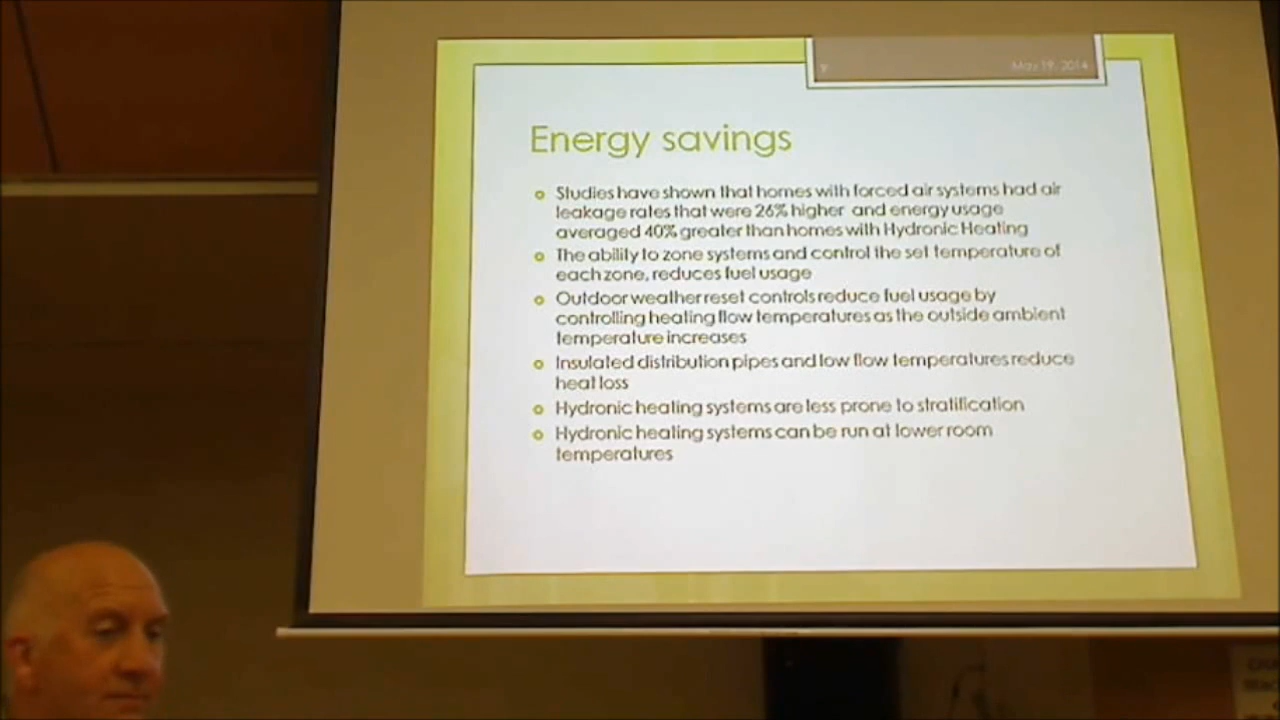 9 May 19, 2014
Energy savings
Studies have shown that homes with forced air systems had air
leakage rates that were 26% higher and energy usage
averaged 40% greater than homes with Hydronic Heating
The ability to zone systems and control the set temperature of
each zone, reduces fuel usage
Outdoor weather reset controls reduce fuel usage by
controlling heating flow temperatures as the outside ambient
temperature increases
Insulated distribution pipes and low flow temperatures reduce
heat loss
Hydronic heating systems are less prone to stratification
Hydronic heating systems can be run at lower room
temperatures